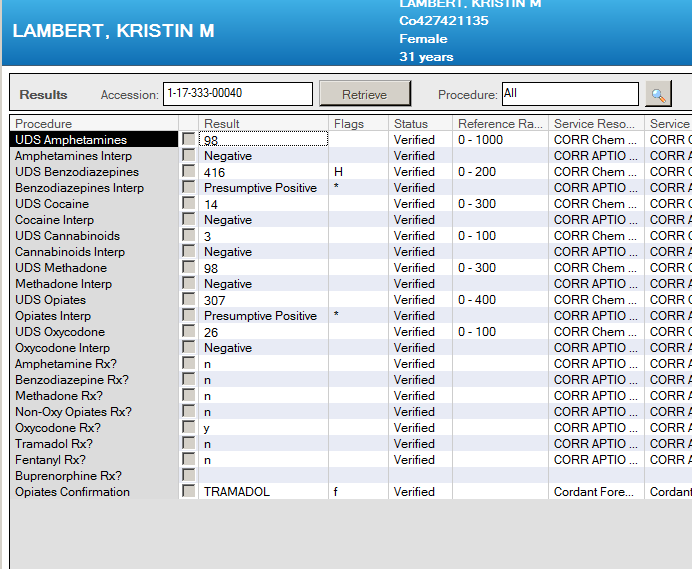 LAMBERT, KRISTIN M
LAMBERT, KRISTIN M
Co427421135
Female
31 years
Results Accession: 1-17-333-00040 Retrieve Procedure: All
Procedure Result Flags Status Reference Ra... Service Reso... Service
UDS Amphetamines 98 Verified 0 - 1000 CORR Chem ... CORR C
Amphetamines Interp Negative Verified CORR APTIO ... CORR A
UDS Benzodiazepines 416 H Verified 0 - 200 CORR Chem ... CORR C
Benzodiazepines Interp Presumptive Positive * Verified CORR APTIO ... CORR A
UDS Cocaine 14 Verified 0 - 300 CORR Chem ... CORR C
Cocaine Interp Negative Verified CORR APTIO ... CORR A
UDS Cannabinoids 3 Verified 0 - 100 CORR Chem ... CORR C
Cannabinoids Interp Negative Verified CORR APTIO ... CORR A
UDS Methadone 98 Verified 0 - 300 CORR Chem ... CORR C
Methadone Interp Negative Verified CORR APTIO ... CORR A
UDS Opiates 307 Verified 0 - 400 CORR Chem ... CORR C
Opiates Interp Presumptive Positive * Verified CORR APTIO ... CORR A
UDS Oxycodone 26 Verified 0 - 100 CORR Chem ... CORR C
Oxycodone Interp Negative Verified CORR APTIO ... CORR A
Amphetamine Rx? n Verified CORR APTIO ... CORR A
Benzodiazepine Rx? n Verified CORR APTIO ... CORR A
Methadone Rx? n Verified CORR APTIO ... CORR A
Non-Oxy Opiates Rx? n Verified CORR APTIO ... CORR A
Oxycodone Rx? y Verified CORR APTIO ... CORR A
Tramadol Rx? n Verified CORR APTIO ... CORR A
Fentanyl Rx? n Verified CORR APTIO ... CORR A
Buprenorphine Rx?
Opiates Confirmation TRAMADOL f Verified Cordant Fore... Cordant